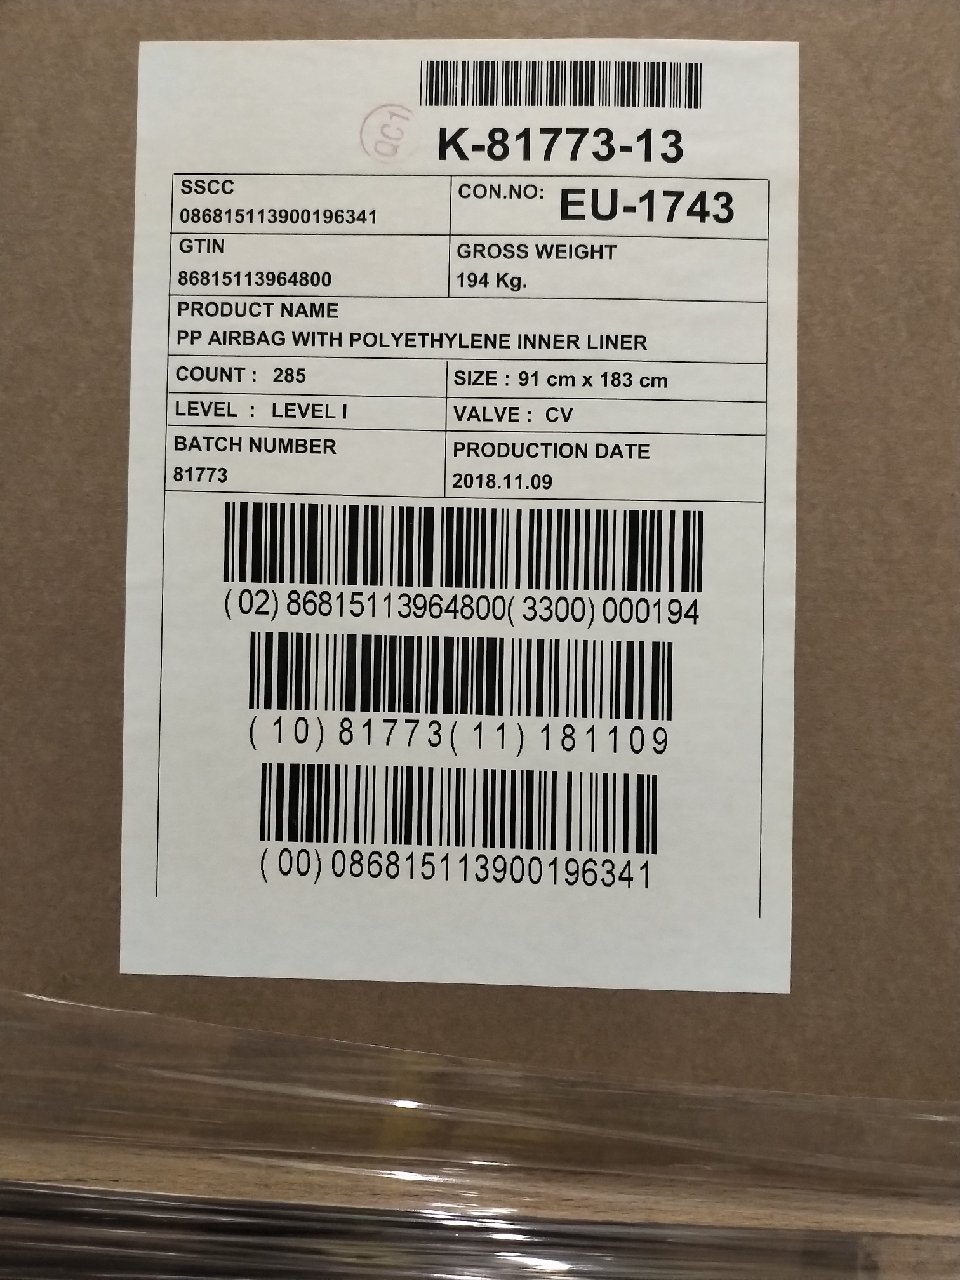 QC1
K-81773-13
SSCC
086815113900196341
CON.NO: EU-1743
GTIN
86815113964800
GROSS WEIGHT
194 Kg.
PRODUCT NAME
PP AIRBAG WITH POLYETHYLENE INNER LINER
COUNT : 285
SIZE : 91 cm x 183 cm
LEVEL : LEVEL I
VALVE : CV
BATCH NUMBER
81773
PRODUCTION DATE
2018.11.09
(02)86815113964800(3300)000194
(10)81773(11)181109
(00)086815113900196341